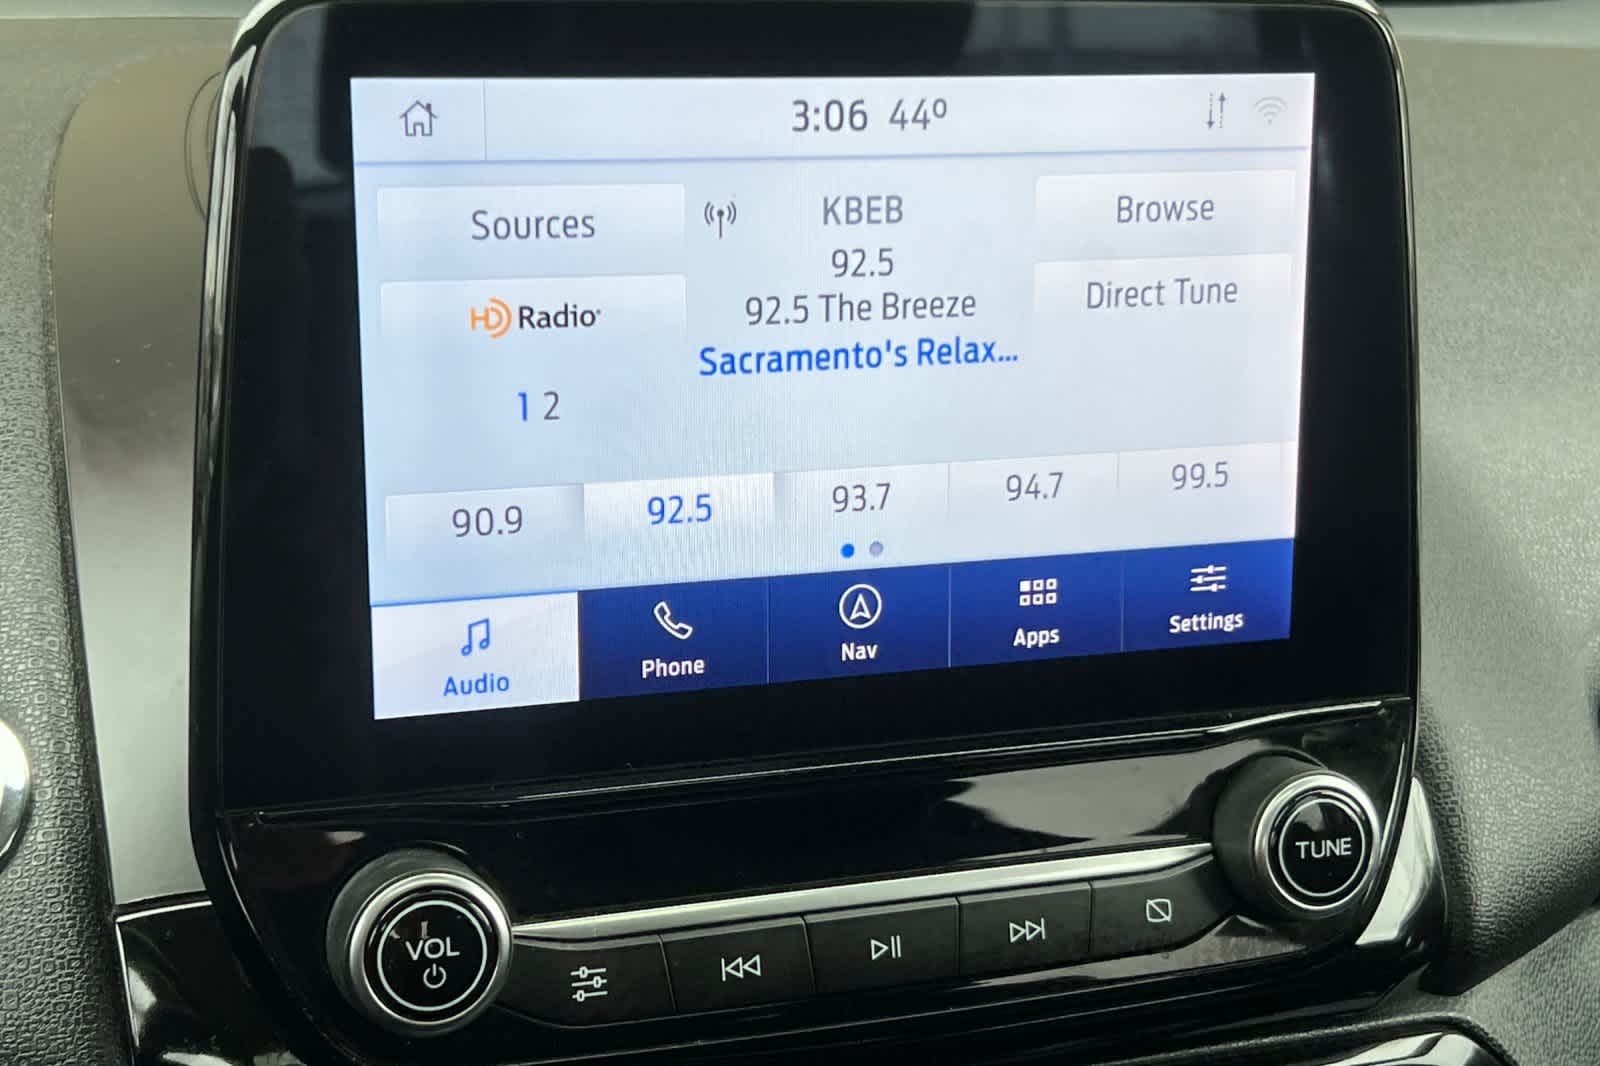 3:06 44°
Sources
KBEB
Browse
92.5
Direct Tune
HD Radio
92.5 The Breeze
Sacramento's Relax...
1 2
90.9 92.5 93.7 94.7 99.5
Audio Phone Nav Apps Settings
TUNE
VOL